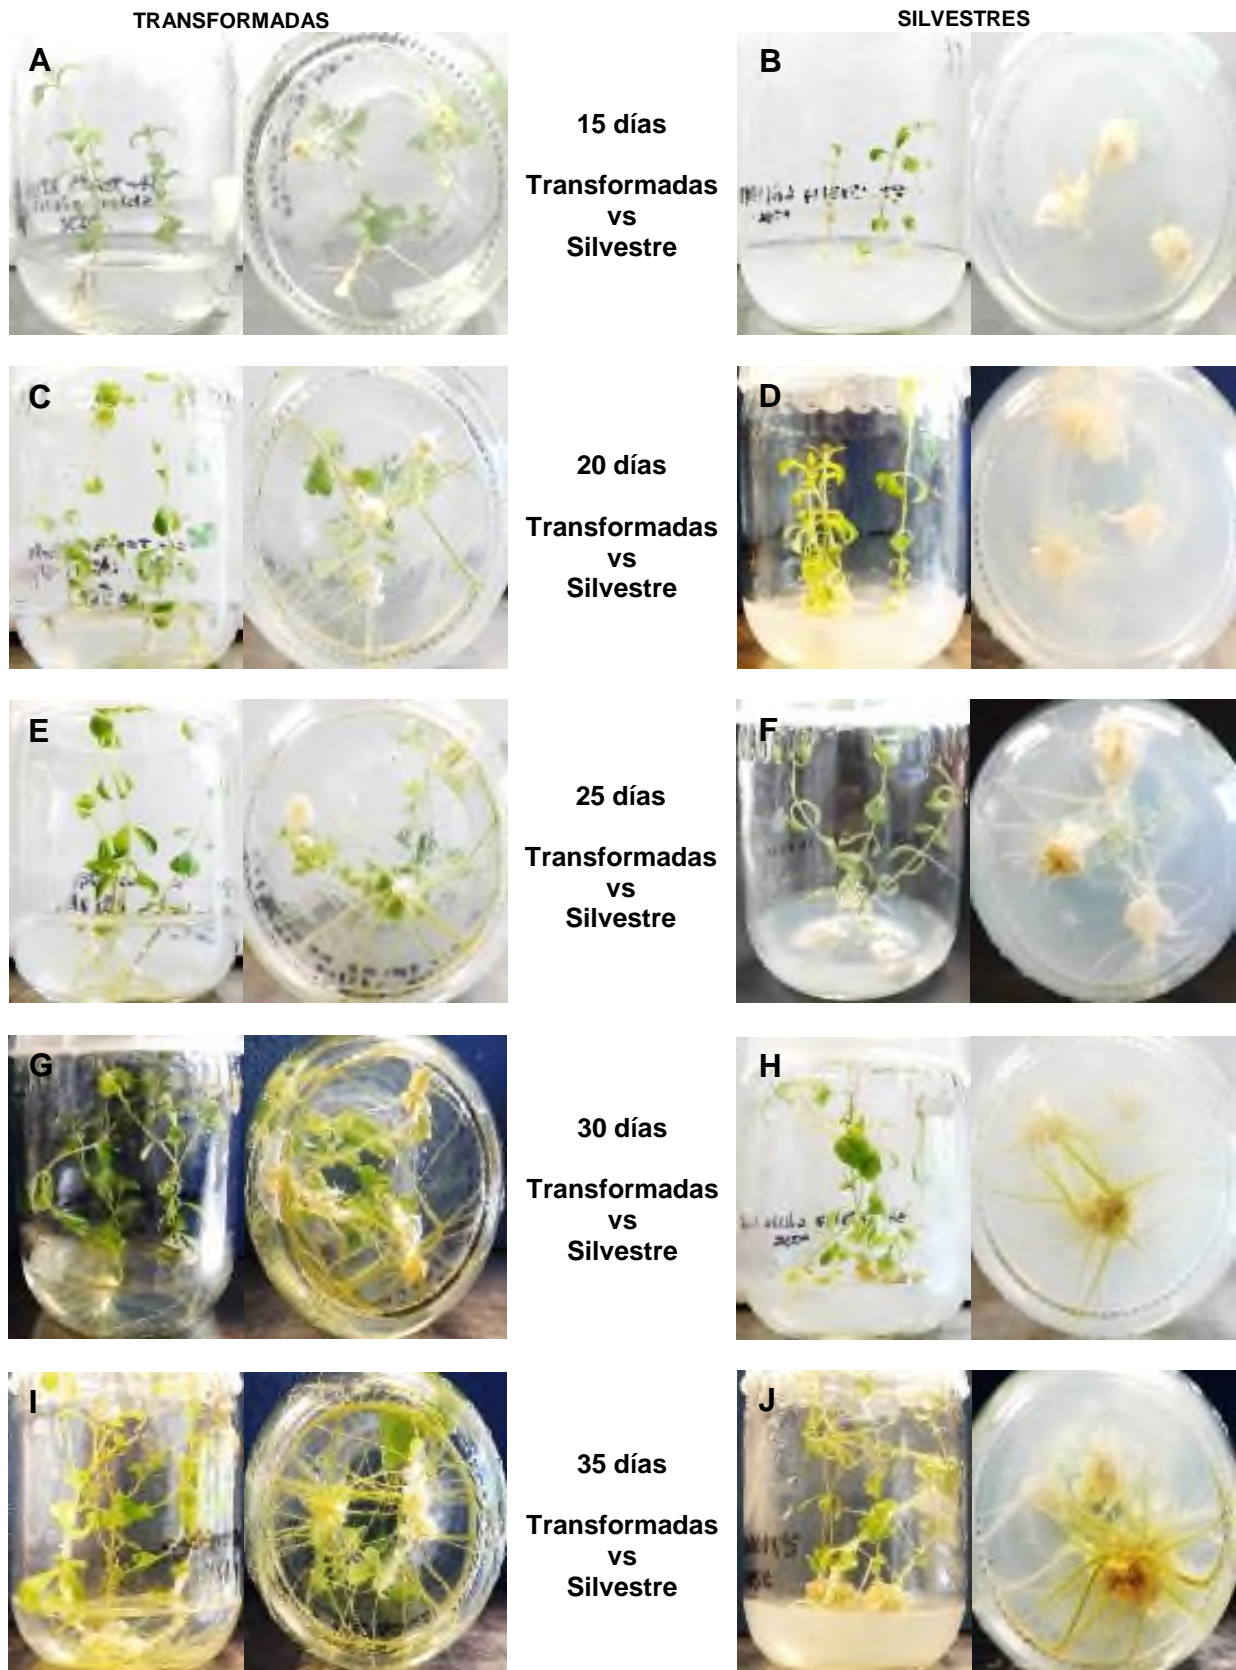 TRANSFORMADAS
SILVESTRES
A
B
15 días
Transformadas
vs
Silvestre
C
D
20 días
Transformadas
vs
Silvestre
E
F
25 días
Transformadas
vs
Silvestre
G
H
30 días
Transformadas
vs
Silvestre
I
J
35 días
Transformadas
vs
Silvestre